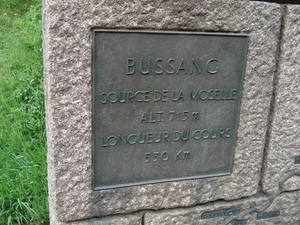 BUSSANG
SOURCE DE LA MOSELLE
ALT. 715 m
LONGUEUR DU COURS
550 Km